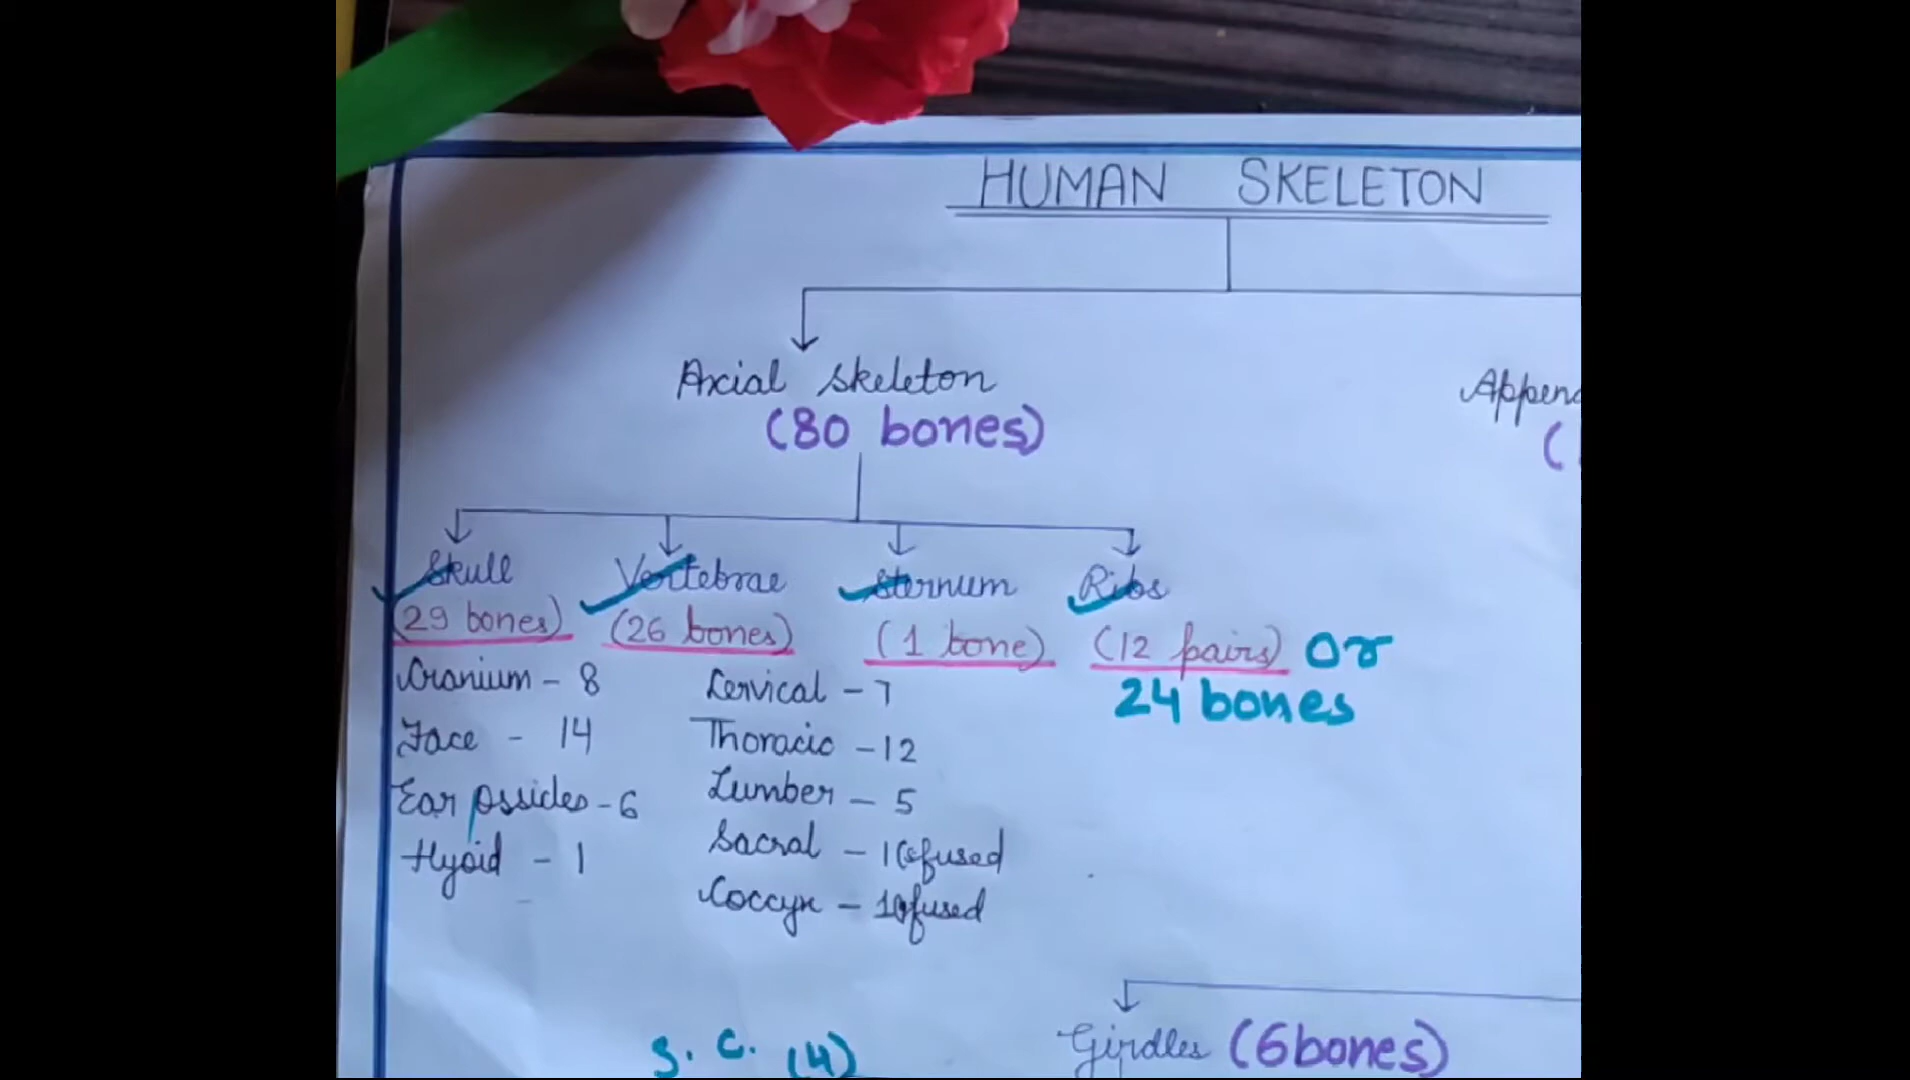 HUMAN SKELETON
Axial skeleton
(80 bones)
Append
(
Skull
(29 bones)
Cranium - 8
Face - 14
Ear ossicles - 6
Hyoid - 1
Vertebrae
(26 bones)
Cervical - 7
Thoracic - 12
Lumber - 5
Sacral - 1 fused
Coccyx - 1 fused
Sternum
(1 bone)
Ribs
(12 pairs) or
24 bones
S. C. (4)
Girdles (6 bones)